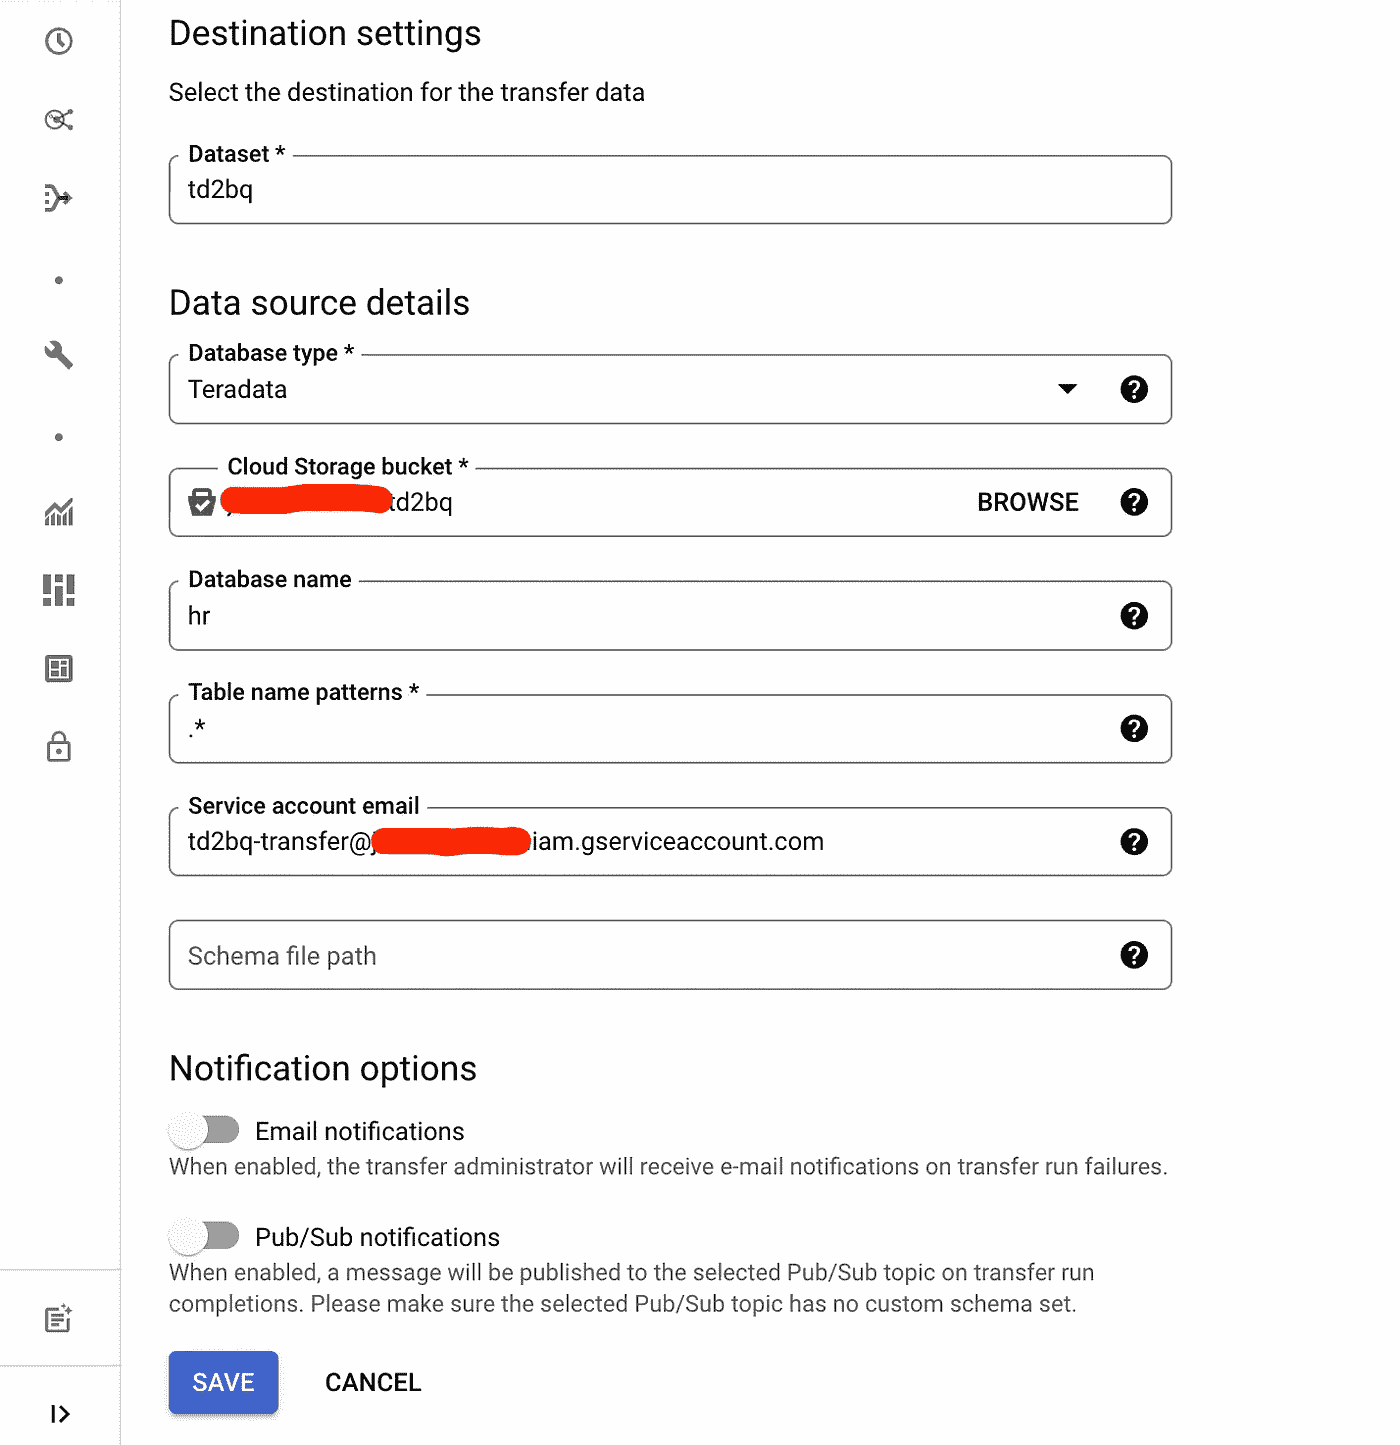 Destination settings
Select the destination for the transfer data
Dataset *
td2bq
Data source details
Database type *
Teradata
Cloud Storage bucket *
td2bq
BROWSE
Database name
hr
Table name patterns *
.*
Service account email
td2bq-transfer@ iam.gserviceaccount.com
Schema file path
Notification options
Email notifications
When enabled, the transfer administrator will receive e-mail notifications on transfer run failures.
Pub/Sub notifications
When enabled, a message will be published to the selected Pub/Sub topic on transfer run
completions. Please make sure the selected Pub/Sub topic has no custom schema set.
SAVE
CANCEL